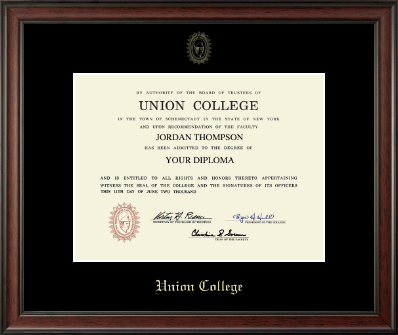 BY AUTHORITY OF THE BOARD OF TRUSTEES OF
UNION COLLEGE
IN THE TOWN OF SCHENECTADY IN THE STATE OF NEW YORK
AND UPON RECOMMENDATION OF THE FACULTY
JORDAN THOMPSON
HAS BEEN ADMITTED TO THE DEGREE OF
YOUR DIPLOMA
AND IS ENTITLED TO ALL RIGHTS AND HONORS THERETO APPERTAINING
WITNESS THE SEAL OF THE COLLEGE AND THE SIGNATURES OF ITS OFFICERS
THIS 11TH DAY OF JUNE TWO THOUSAND
Union College